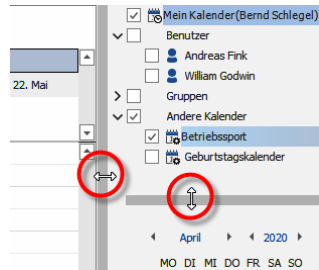 Mein Kalender(Bernd Schlegel)
Benutzer
Andreas Fink
22. Mai
William Godwin
Gruppen
Andere Kalender
Betriebssport
Geburtstagskalender
April 2020
MO DI MI DO FR SA SO